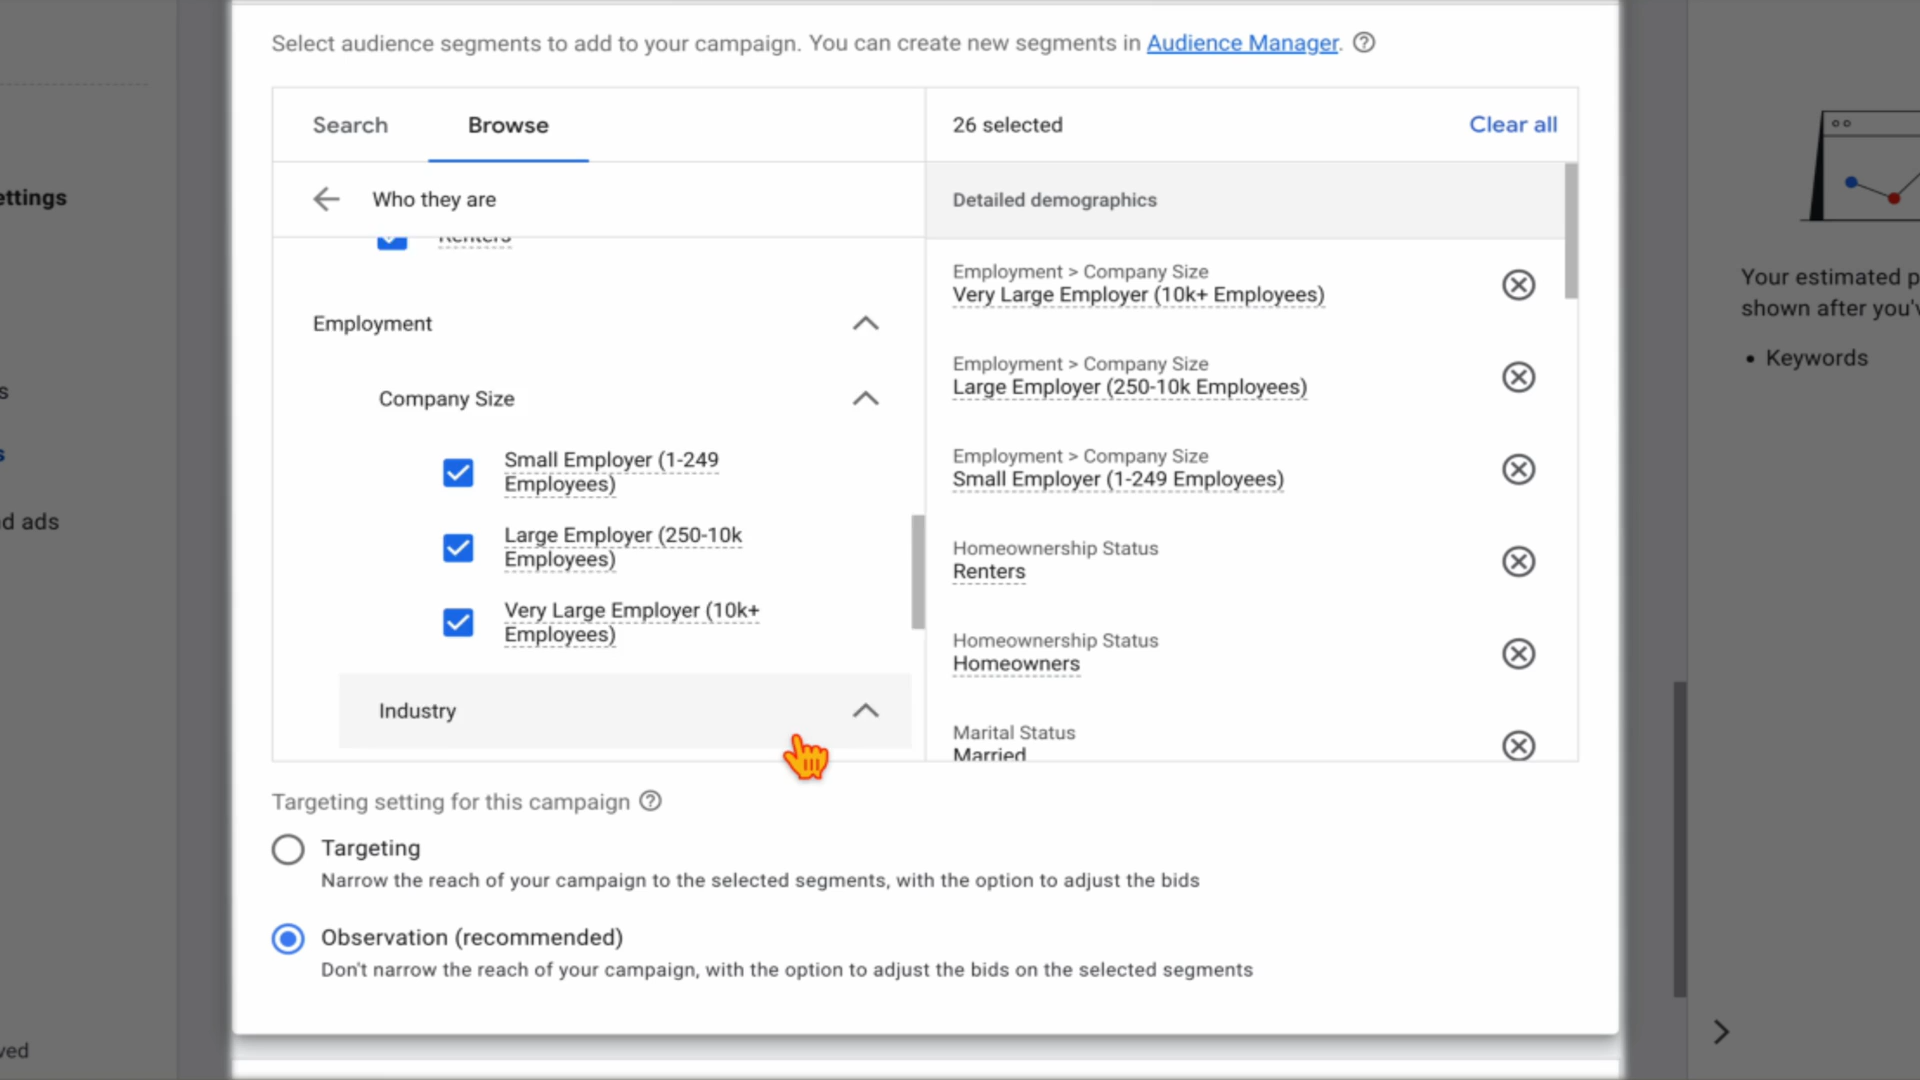 Select audience segments to add to your campaign. You can create new segments in Audience Manager.
Search
Browse
26 selected
Clear all
Who they are
Detailed demographics
Renters
Employment
Company Size
Small Employer (1-249
Employees)
Large Employer (250-10k
Employees)
Very Large Employer (10k+
Employees)
Industry
Employment > Company Size
Very Large Employer (10k+ Employees)
Employment > Company Size
Large Employer (250-10k Employees)
Employment > Company Size
Small Employer (1-249 Employees)
Homeownership Status
Renters
Homeownership Status
Homeowners
Marital Status
Married
Targeting setting for this campaign
Targeting
Narrow the reach of your campaign to the selected segments, with the option to adjust the bids
Observation (recommended)
Don't narrow the reach of your campaign, with the option to adjust the bids on the selected segments
ettings
s
s
d ads
ved
Your estimated p
shown after you'v
• Keywords